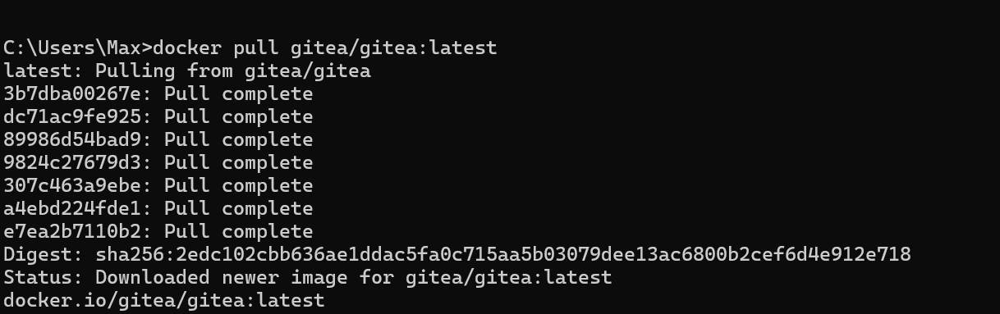 C:\Users\Max>docker pull gitea/gitea:latest
latest: Pulling from gitea/gitea
3b7dba00267e: Pull complete
dc71ac9fe925: Pull complete
89986d54bad9: Pull complete
9824c27679d3: Pull complete
307c463a9ebe: Pull complete
a4ebd224fde1: Pull complete
e7ea2b7110b2: Pull complete
Digest: sha256:2edc102cbb636ae1ddac5fa0c715aa5b03079dee13ac6800b2cef6d4e912e718
Status: Downloaded newer image for gitea/gitea:latest
docker.io/gitea/gitea:latest